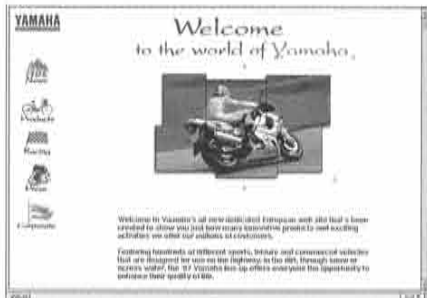 YAMAHA
Welcome
to the world of Yamaha.
News
Products
Racing
Press
Corporate
Welcome to Yamaha's all new dedicated European web site that's been
created to show you just how many innovative products and exciting
activities we offer our millions of customers.
Featuring hundreds of different sports, leisure and commercial vehicles
that are designed for use on the highway, in the dirt, through snow or
across water, the '97 Yamaha line up offers everyone the opportunity to
enhance their quality of life.